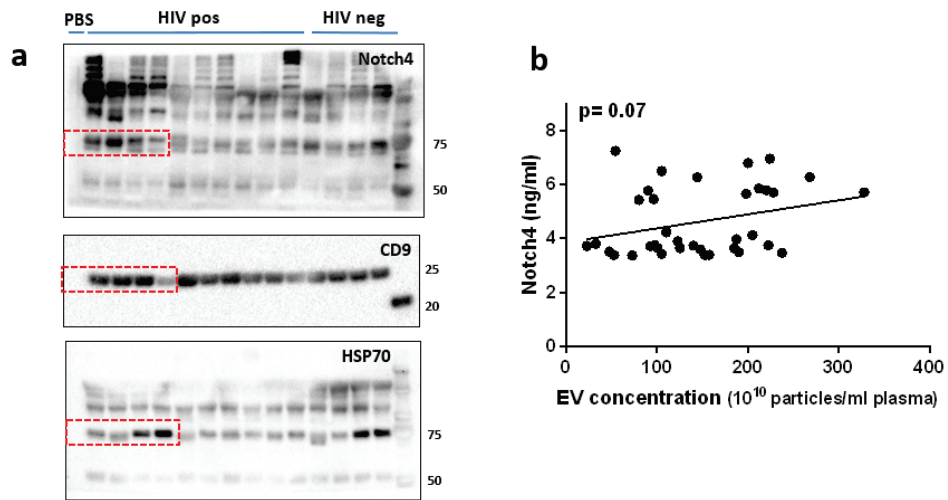 PBS HIV pos HIV neg
a
Notch4
75
50
CD9
25
20
HSP70
75
50
b
p= 0.07
8
6
4
2
0
Notch4 (ng/ml)
0 100 200 300 400
EV concentration (10¹⁰ particles/ml plasma)